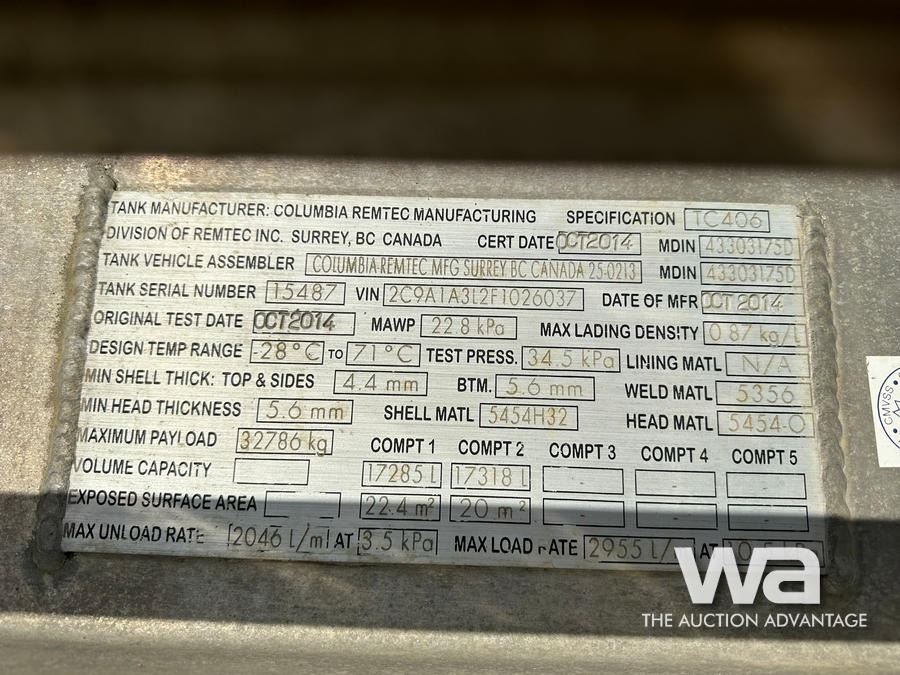 TANK MANUFACTURER: COLUMBIA REMTEC MANUFACTURING SPECIFICATION TC406
DIVISION OF REMTEC INC. SURREY, BC CANADA CERT DATE OCT2014 MDIN 43303175D
TANK VEHICLE ASSEMBLER COLUMBIA REMTEC MFG SURREY BC CANADA 25-0213 MDIN 43303175D
TANK SERIAL NUMBER 15487 VIN 2C9A1A3L2F1026037 DATE OF MFR OCT 2014
ORIGINAL TEST DATE OCT2014 MAWP 22.8 kPa MAX LADING DENSITY 0.87 kg/L
DESIGN TEMP RANGE -28°C TO 71°C TEST PRESS. 34.5 kPa LINING MATL N/A
MIN SHELL THICK: TOP & SIDES 4.4 mm BTM. 5.6 mm WELD MATL 5356
MIN HEAD THICKNESS 5.6 mm SHELL MATL 5454H32 HEAD MATL 5454-O
MAXIMUM PAYLOAD 32786 kg COMPT 1 COMPT 2 COMPT 3 COMPT 4 COMPT 5
VOLUME CAPACITY 17285 L 17318 L
EXPOSED SURFACE AREA 22.4 m² 20 m²
MAX UNLOAD RATE 2046 L/m AT 3.5 kPa MAX LOAD RATE 2955 L/ AT
CMVSS
wa
THE AUCTION ADVANTAGE